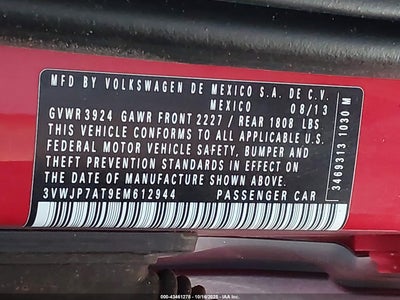 MFD BY VOLKSWAGEN DE MEXICO S.A. DE C.V.
MEXICO 08/13
GVWR 3924 GAWR FRONT 2227 / REAR 1808 LBS
THIS VEHICLE CONFORMS TO ALL APPLICABLE U.S.
FEDERAL MOTOR VEHICLE SAFETY, BUMPER AND
THEFT PREVENTION STANDARDS IN EFFECT ON
THE DATE OF MANUFACTURE SHOWN ABOVE.
3VWJP7AT9EM612944 PASSENGER CAR
3469313 1030 M
000-43461278 - 10/16/2025 - IAA Inc.